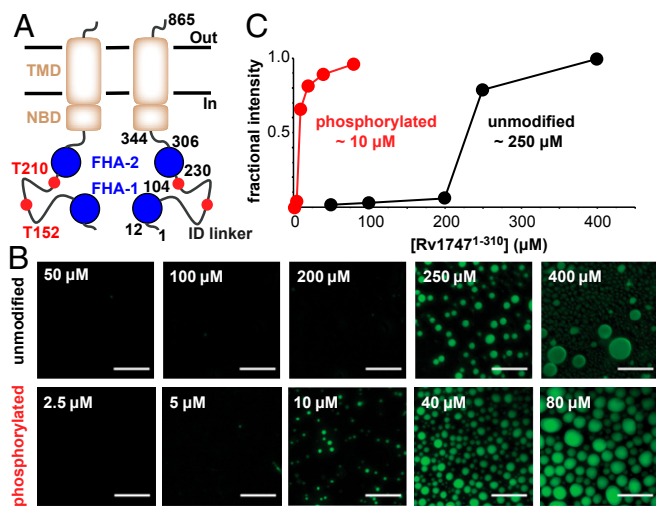 A
865
Out
TMD
In
NBD
344
306
T210
FHA-2
230
FHA-1
104
T152
12
1
ID linker
C
fractional intensity
1.0
0.5
phosphorylated
~ 10 µM
unmodified
~ 250 µM
0
100
200
300
400
[Rv1747¹⁻³¹⁰] (µM)
B
unmodified
50 µM
100 µM
200 µM
250 µM
400 µM
phosphorylated
2.5 µM
5 µM
10 µM
40 µM
80 µM